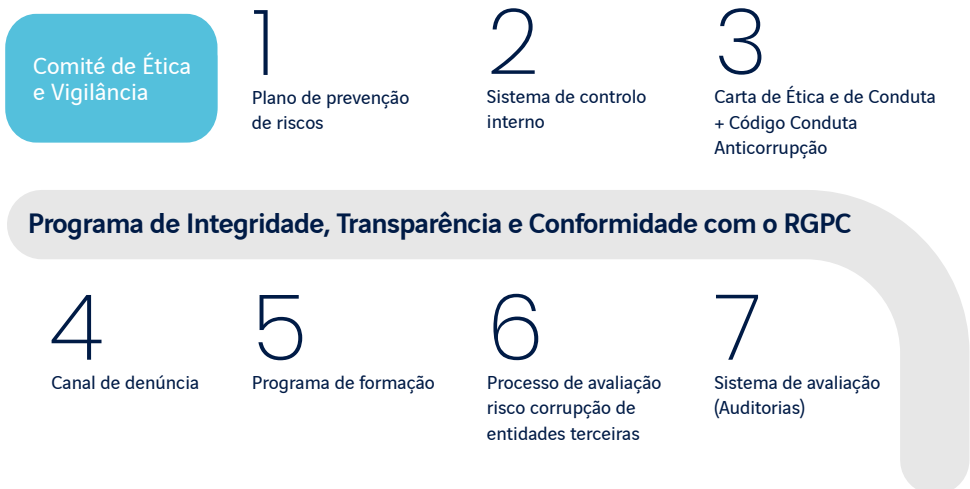 Comité de Ética
e Vigilância
1
Plano de prevenção
de riscos
2
Sistema de controlo
interno
3
Carta de Ética e de Conduta
+ Código Conduta
Anticorrupção
Programa de Integridade, Transparência e Conformidade com o RGPC
4
Canal de denúncia
5
Programa de formação
6
Processo de avaliação
risco corrupção de
entidades terceiras
7
Sistema de avaliação
(Auditorias)